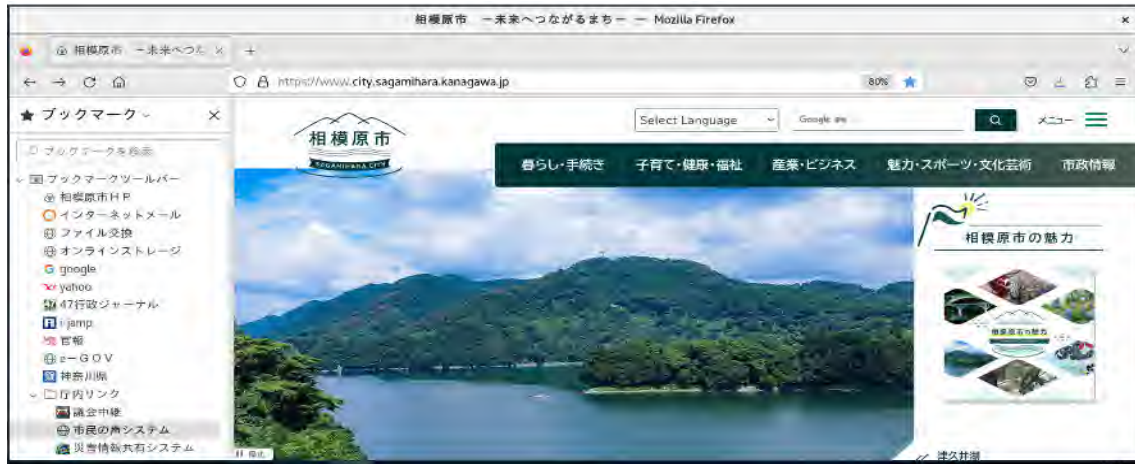 相模原市 ー未来へつながるまちー — Mozilla Firefox
相模原市 ー未来へつた
https://www.city.sagamihara.kanagawa.jp
80%
ブックマーク
Select Language
メニュー
相模原市
SAGAMIHARA CITY
ブックマークを検索
暮らし・手続き 子育て・健康・福祉 産業・ビジネス 魅力・スポーツ・文化芸術 市政情報
ブックマークツールバー
相模原市HP
インターネットメール
ファイル交換
オンラインストレージ
google
yahoo
47行政ジャーナル
i-jamp
官報
e－GOV
神奈川県
庁内リンク
議会中継
市民の声システム
災害情報共有システム
相模原市の魅力
相模原市の魅力
停止
津久井湖